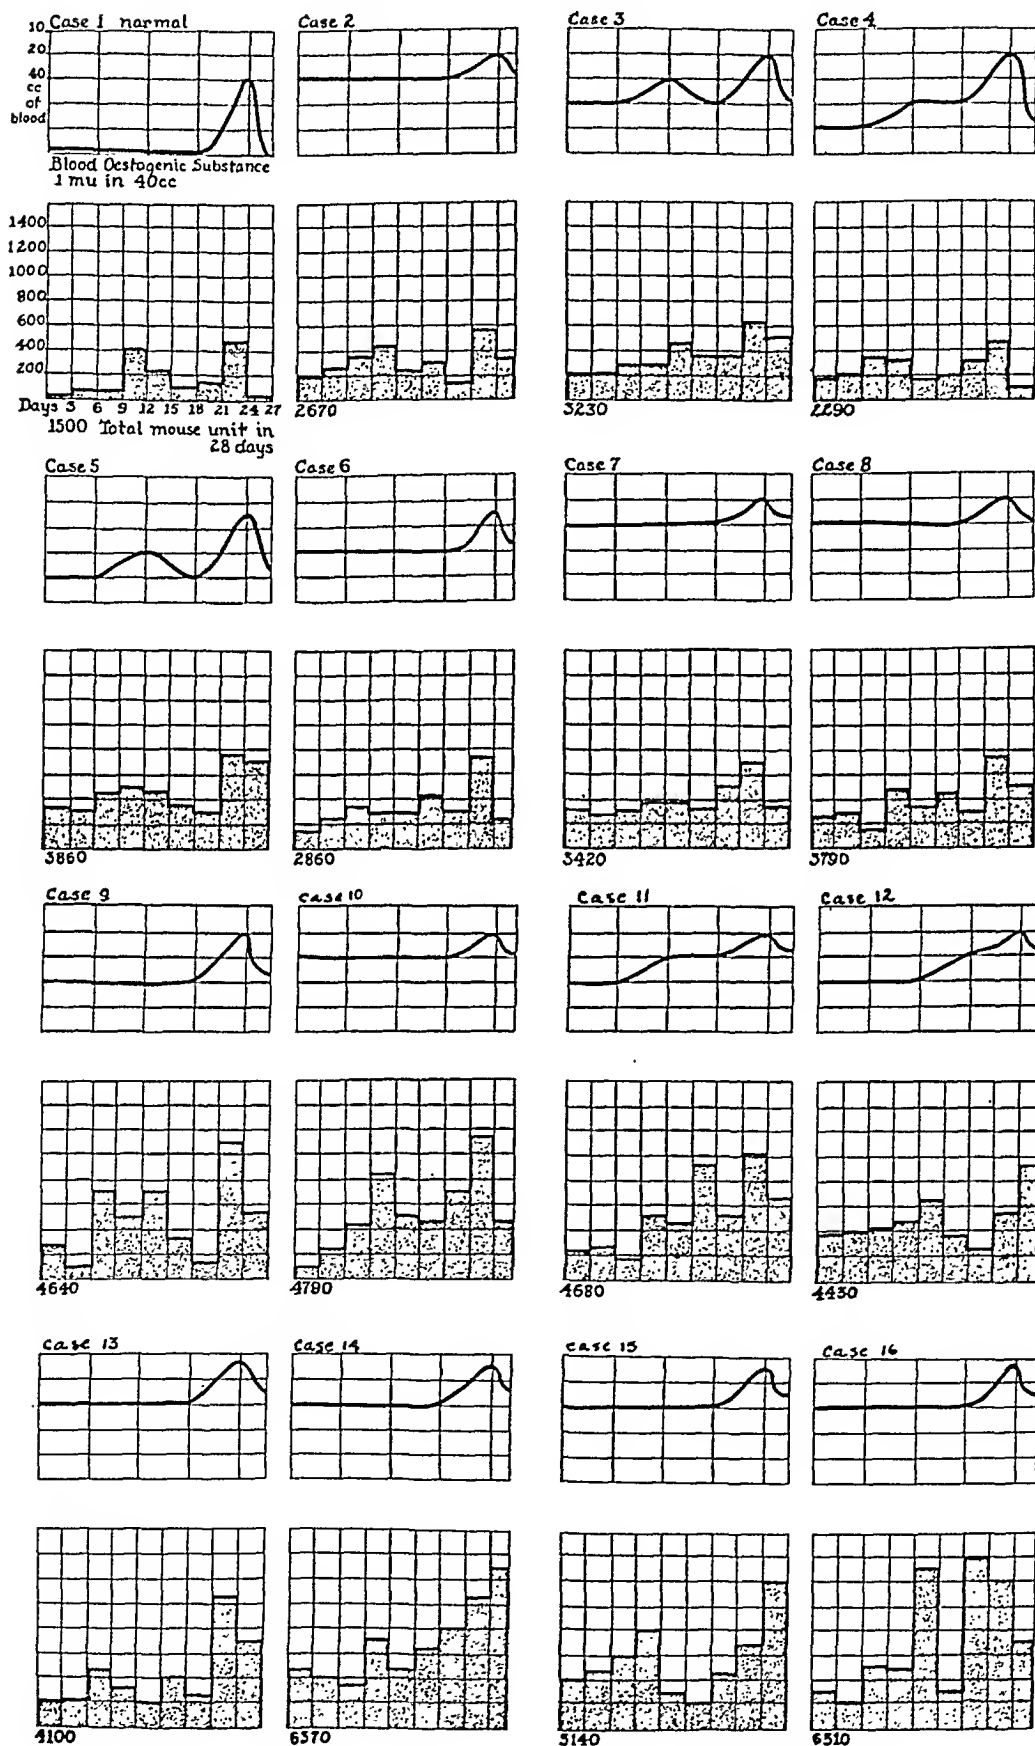 Case 1 normal
Case 2
Case 3
Case 4
10
20
40
cc
of
blood
Blood Oestogenic Substance
1 mu in 40cc
1400
1200
1000
800
600
400
200
Days 3 6 9 12 15 18 21 24 27
1500 Total mouse unit in
28 days
2670
3230
2290
Case 5
Case 6
Case 7
Case 8
3860
2860
3420
3790
Case 9
Case 10
Case 11
Case 12
4640
4790
4680
4430
Case 13
Case 14
Case 15
Case 16
4100
6570
5140
6510